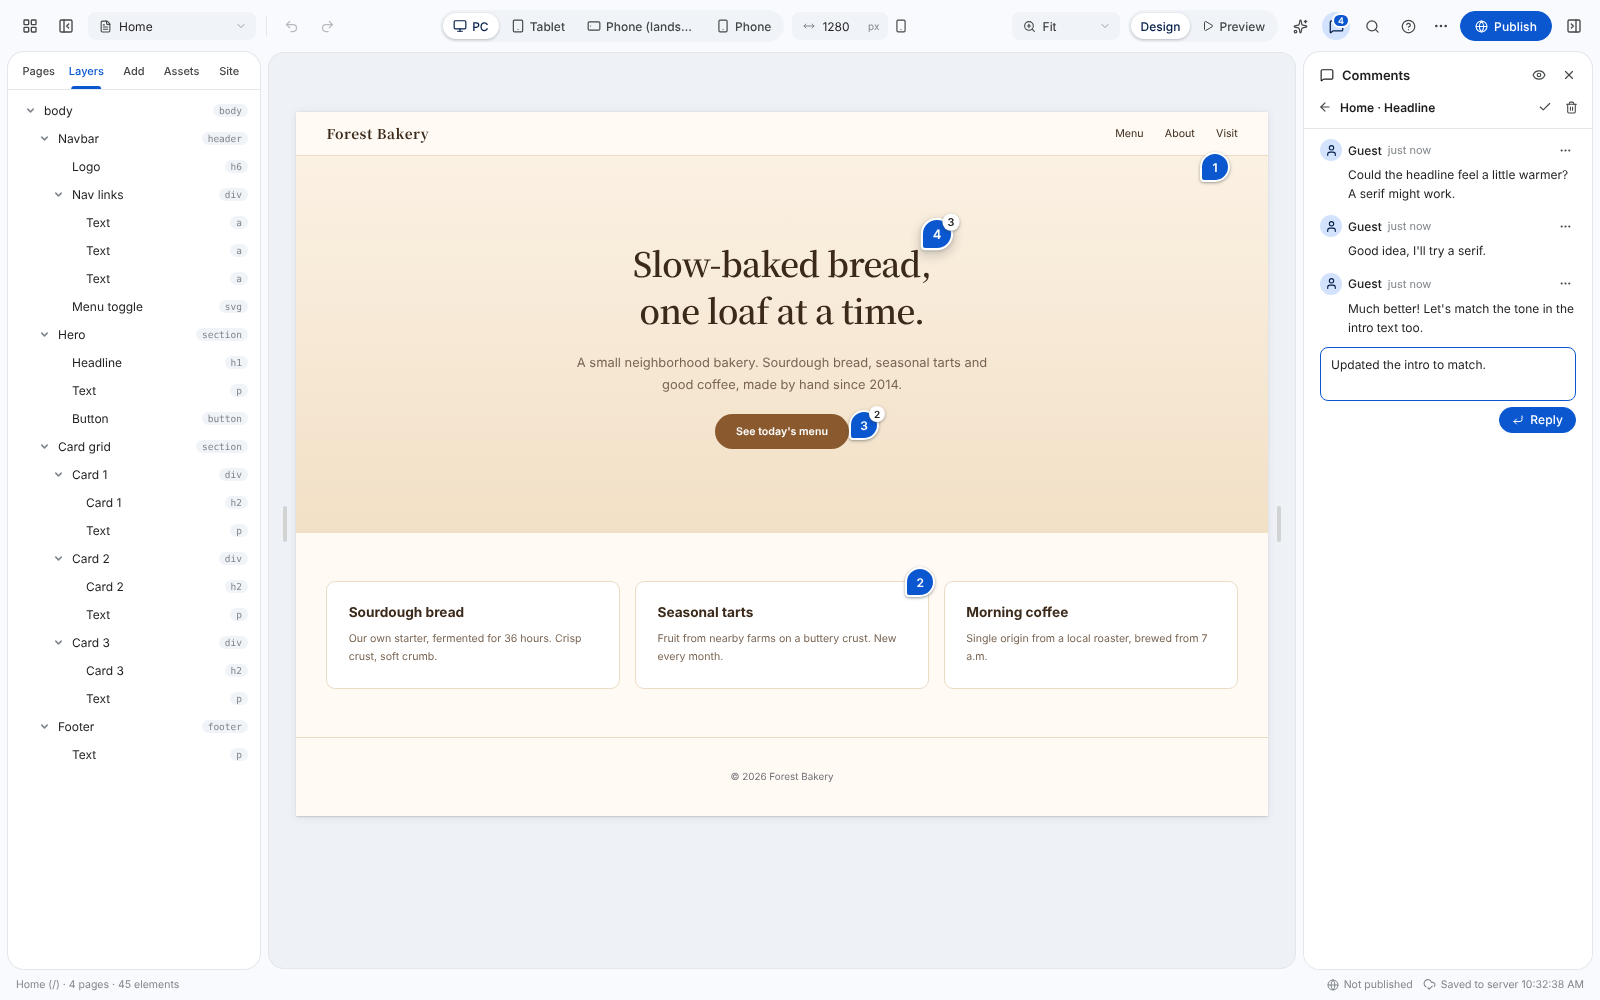 Home
PC
Tablet
Phone (lands...
Phone
1280 px
Fit
Design
Preview
4
Publish
Pages
Layers
Add
Assets
Site
body body
Navbar header
Logo h6
Nav links div
Text a
Text a
Text a
Menu toggle svg
Hero section
Headline h1
Text p
Button button
Card grid section
Card 1 div
Card 1 h2
Text p
Card 2 div
Card 2 h2
Text p
Card 3 div
Card 3 h2
Text p
Footer footer
Text p
Forest Bakery
Menu
About
Visit
1
4
3
Slow-baked bread,
one loaf at a time.
A small neighborhood bakery. Sourdough bread, seasonal tarts and
good coffee, made by hand since 2014.
See today's menu
3
2
2
Sourdough bread
Our own starter, fermented for 36 hours. Crisp
crust, soft crumb.
Seasonal tarts
Fruit from nearby farms on a buttery crust. New
every month.
Morning coffee
Single origin from a local roaster, brewed from 7
a.m.
© 2026 Forest Bakery
Comments
Home · Headline
Guest just now
Could the headline feel a little warmer?
A serif might work.
Guest just now
Good idea, I'll try a serif.
Guest just now
Much better! Let's match the tone in the
intro text too.
Updated the intro to match.
Reply
Home (/) · 4 pages · 45 elements
Not published
Saved to server 10:32:38 AM